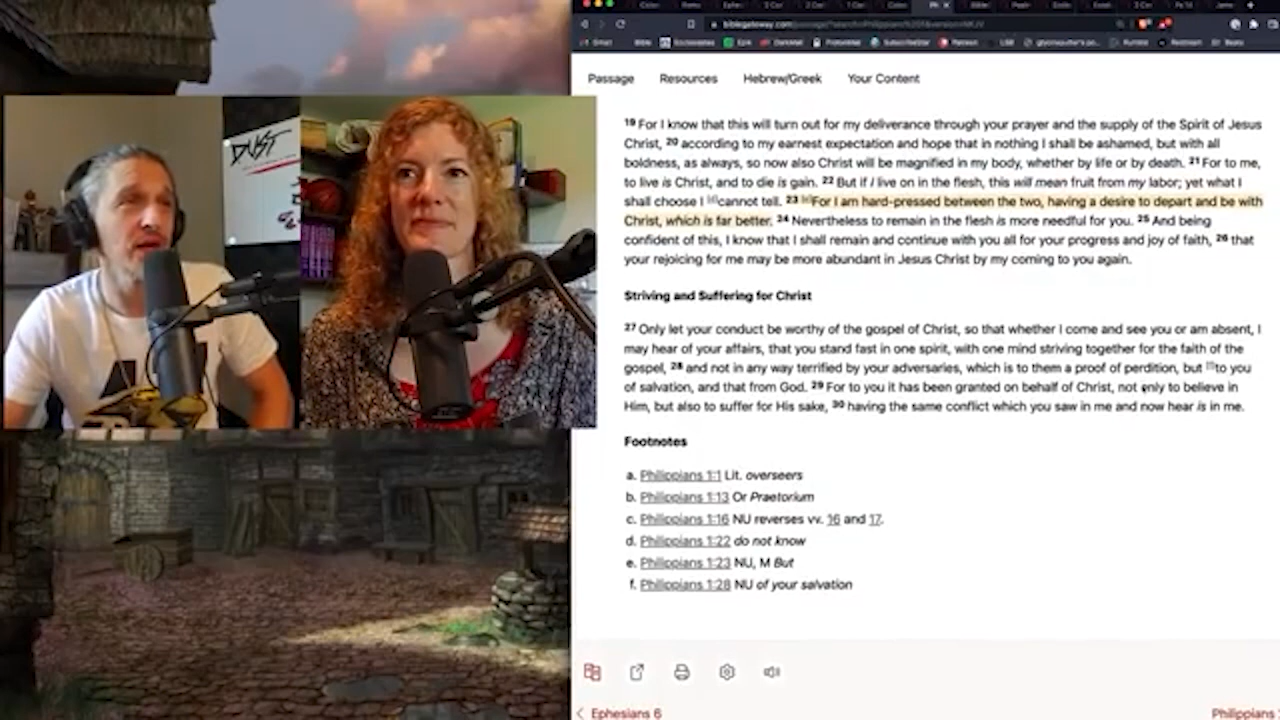 DUST
biblegateway.com
Gmail
Bible
Ecclesiastes
Epik
ProtonMail
SubscribeStar
Patreon
LSB
Rumble
Restream
Beats
Passage
Resources
Hebrew/Greek
Your Content
19 For I know that this will turn out for my deliverance through your prayer and the supply of the Spirit of Jesus
Christ, 20 according to my earnest expectation and hope that in nothing I shall be ashamed, but with all
boldness, as always, so now also Christ will be magnified in my body, whether by life or by death. 21 For to me,
to live is Christ, and to die is gain. 22 But if I live on in the flesh, this will mean fruit from my labor; yet what I
shall choose I [d]cannot tell. 23 [e]For I am hard-pressed between the two, having a desire to depart and be with
Christ, which is far better. 24 Nevertheless to remain in the flesh is more needful for you. 25 And being
confident of this, I know that I shall remain and continue with you all for your progress and joy of faith, 26 that
your rejoicing for me may be more abundant in Jesus Christ by my coming to you again.
Striving and Suffering for Christ
27 Only let your conduct be worthy of the gospel of Christ, so that whether I come and see you or am absent, I
may hear of your affairs, that you stand fast in one spirit, with one mind striving together for the faith of the
gospel, 28 and not in any way terrified by your adversaries, which is to them a proof of perdition, but [f]to you
of salvation, and that from God. 29 For to you it has been granted on behalf of Christ, not only to believe in
Him, but also to suffer for His sake, 30 having the same conflict which you saw in me and now hear is in me.
Footnotes
a. Philippians 1:1 Lit. overseers
b. Philippians 1:13 Or Praetorium
c. Philippians 1:16 NU reverses vv. 16 and 17.
d. Philippians 1:22 do not know
e. Philippians 1:23 NU, M But
f. Philippians 1:28 NU of your salvation
Ephesians 6
Philippians